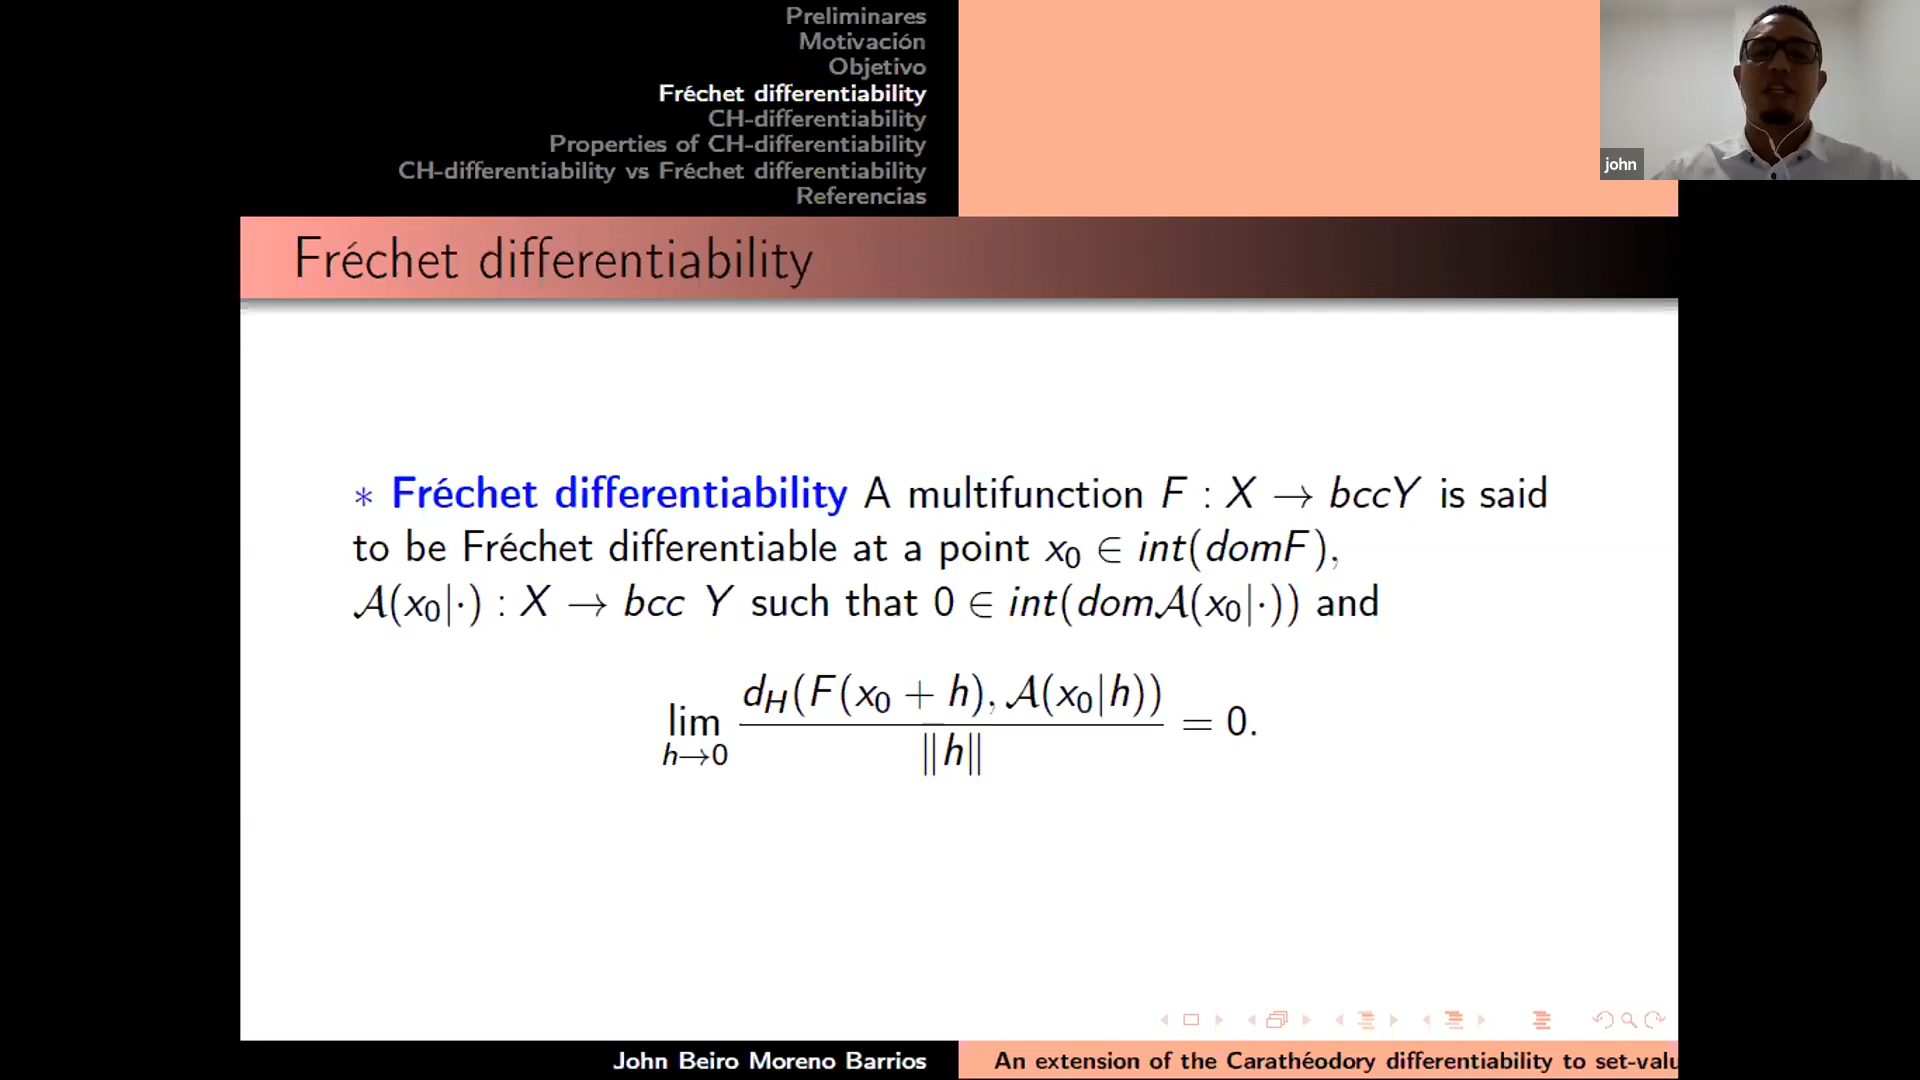 Preliminares
Motivación
Objetivo
Fréchet differentiability
CH-differentiability
Properties of CH-differentiability
CH-differentiability vs Fréchet differentiability
Referencias
john
Fréchet differentiability
* Fréchet differentiability A multifunction F : X → bccY is said
to be Fréchet differentiable at a point x₀ ∈ int(domF),
𝒜(x₀|·) : X → bcc Y such that 0 ∈ int(dom𝒜(x₀|·)) and
lim h→0 d_H(F(x₀ + h), 𝒜(x₀|h)) / ‖h‖ = 0.
John Beiro Moreno Barrios
An extension of the Carathéodory differentiability to set-valu